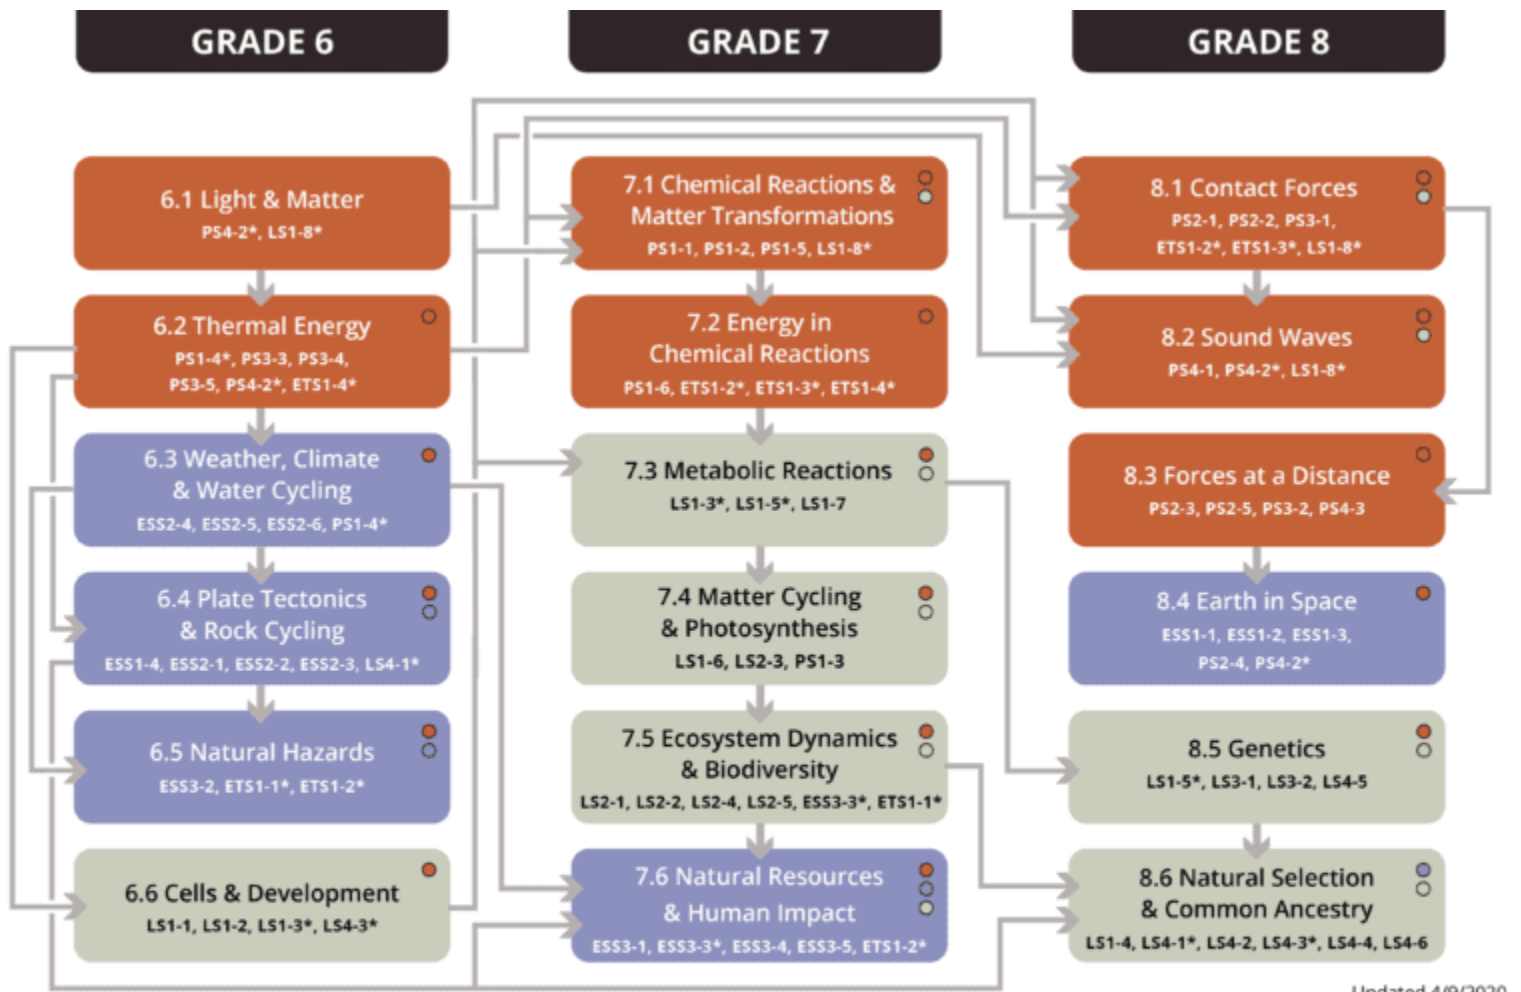 GRADE 6
GRADE 7
GRADE 8
6.1 Light & Matter
PS4-2*, LS1-8*
6.2 Thermal Energy
PS1-4*, PS3-3, PS3-4,
PS3-5, PS4-2*, ETS1-4*
6.3 Weather, Climate
& Water Cycling
ESS2-4, ESS2-5, ESS2-6, PS1-4*
6.4 Plate Tectonics
& Rock Cycling
ESS1-4, ESS2-1, ESS2-2, ESS2-3, LS4-1*
6.5 Natural Hazards
ESS3-2, ETS1-1*, ETS1-2*
6.6 Cells & Development
LS1-1, LS1-2, LS1-3*, LS4-3*
7.1 Chemical Reactions &
Matter Transformations
PS1-1, PS1-2, PS1-5, LS1-8*
7.2 Energy in
Chemical Reactions
PS1-6, ETS1-2*, ETS1-3*, ETS1-4*
7.3 Metabolic Reactions
LS1-3*, LS1-5*, LS1-7
7.4 Matter Cycling
& Photosynthesis
LS1-6, LS2-3, PS1-3
7.5 Ecosystem Dynamics
& Biodiversity
LS2-1, LS2-2, LS2-4, LS2-5, ESS3-3*, ETS1-1*
7.6 Natural Resources
& Human Impact
ESS3-1, ESS3-3*, ESS3-4, ESS3-5, ETS1-2*
8.1 Contact Forces
PS2-1, PS2-2, PS3-1,
ETS1-2*, ETS1-3*, LS1-8*
8.2 Sound Waves
PS4-1, PS4-2*, LS1-8*
8.3 Forces at a Distance
PS2-3, PS2-5, PS3-2, PS4-3
8.4 Earth in Space
ESS1-1, ESS1-2, ESS1-3,
PS2-4, PS4-2*
8.5 Genetics
LS1-5*, LS3-1, LS3-2, LS4-5
8.6 Natural Selection
& Common Ancestry
LS1-4, LS4-1*, LS4-2, LS4-3*, LS4-4, LS4-6
Updated 4/9/2020